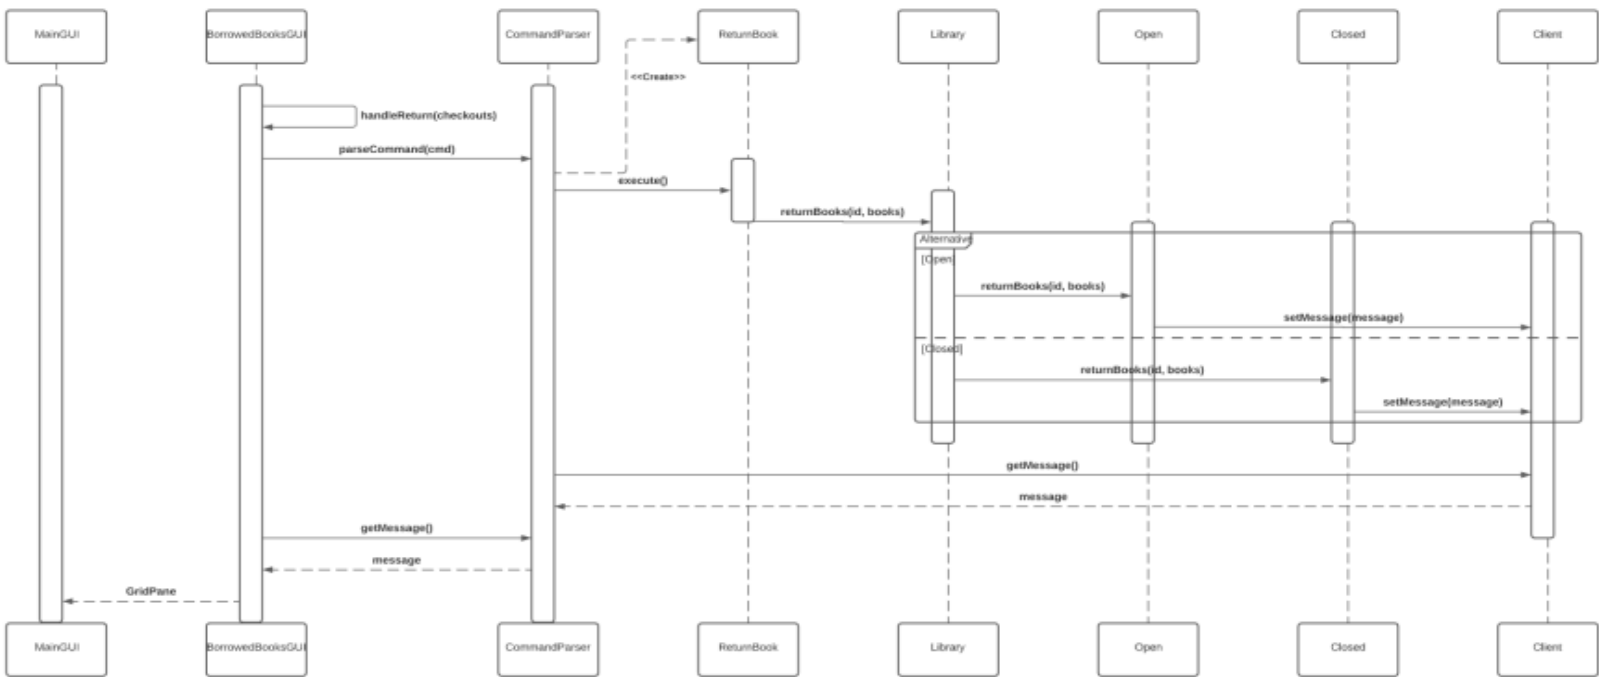 MainGUI
BorrowedBooksGUI
CommandParser
ReturnBook
Library
Open
Closed
Client
<<Create>>
handleReturn(checkouts)
parseCommand(cmd)
execute()
returnBooks(id, books)
Alternative
[Open]
returnBooks(id, books)
setMessage(message)
[Closed]
returnBooks(id, books)
setMessage(message)
getMessage()
message
getMessage()
message
GridPane
MainGUI
BorrowedBooksGUI
CommandParser
ReturnBook
Library
Open
Closed
Client